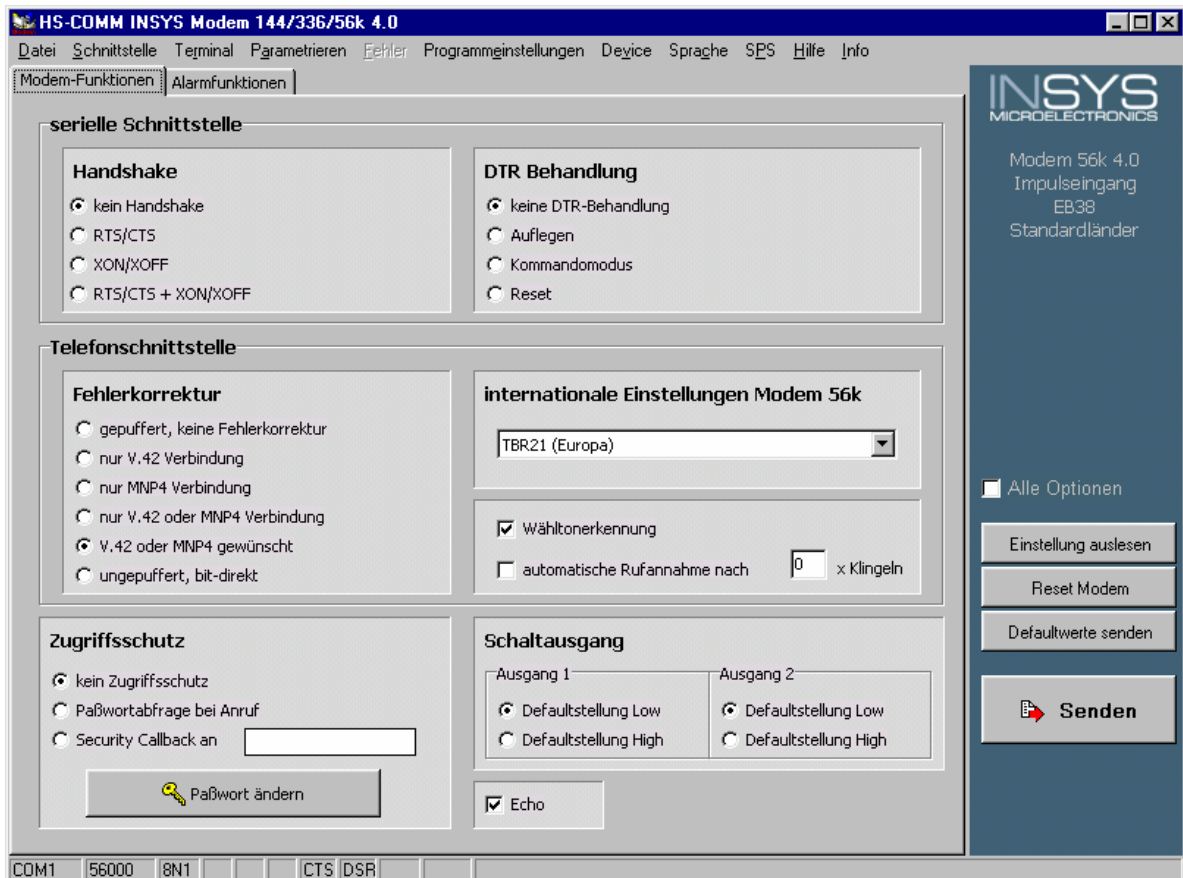 HS-COMM INSYS Modem 144/336/56k 4.0
Datei Schnittstelle Terminal Parametrieren Fehler Programmeinstellungen Device Sprache SPS Hilfe Info
Modem-Funktionen Alarmfunktionen
serielle Schnittstelle
Handshake
kein Handshake
RTS/CTS
XON/XOFF
RTS/CTS + XON/XOFF
DTR Behandlung
keine DTR-Behandlung
Auflegen
Kommandomodus
Reset
Telefonschnittstelle
Fehlerkorrektur
gepuffert, keine Fehlerkorrektur
nur V.42 Verbindung
nur MNP4 Verbindung
nur V.42 oder MNP4 Verbindung
V.42 oder MNP4 gewünscht
ungepuffert, bit-direkt
internationale Einstellungen Modem 56k
TBR21 (Europa)
Wähltonerkennung
automatische Rufannahme nach 0 x Klingeln
Zugriffsschutz
kein Zugriffsschutz
Paßwortabfrage bei Anruf
Security Callback an
Paßwort ändern
Schaltausgang
Ausgang 1
Defaultstellung Low
Defaultstellung High
Ausgang 2
Defaultstellung Low
Defaultstellung High
Echo
INSYS
MICROELECTRONICS
Modem 56k 4.0
Impulseingang
EB38
Standardländer
Alle Optionen
Einstellung auslesen
Reset Modem
Defaultwerte senden
Senden
COM1 56000 8N1 CTS DSR